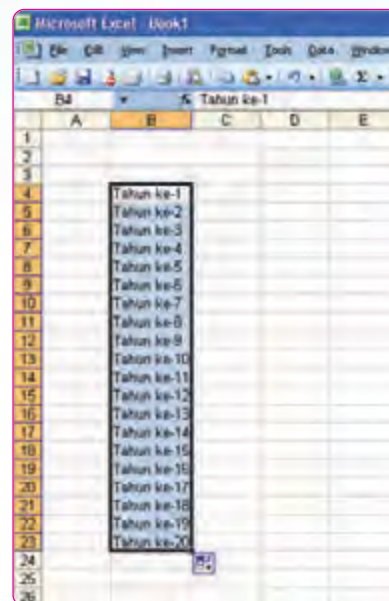 Microsoft Excel - Book1
File Edit View Insert Format Tools Data Window
B4 fx Tahun ke-1
A B C D E
1
2
3
4 Tahun ke-1
5 Tahun ke-2
6 Tahun ke-3
7 Tahun ke-4
8 Tahun ke-5
9 Tahun ke-6
10 Tahun ke-7
11 Tahun ke-8
12 Tahun ke-9
13 Tahun ke-10
14 Tahun ke-11
15 Tahun ke-12
16 Tahun ke-13
17 Tahun ke-14
18 Tahun ke-15
19 Tahun ke-16
20 Tahun ke-17
21 Tahun ke-18
22 Tahun ke-19
23 Tahun ke-20
24
25
26